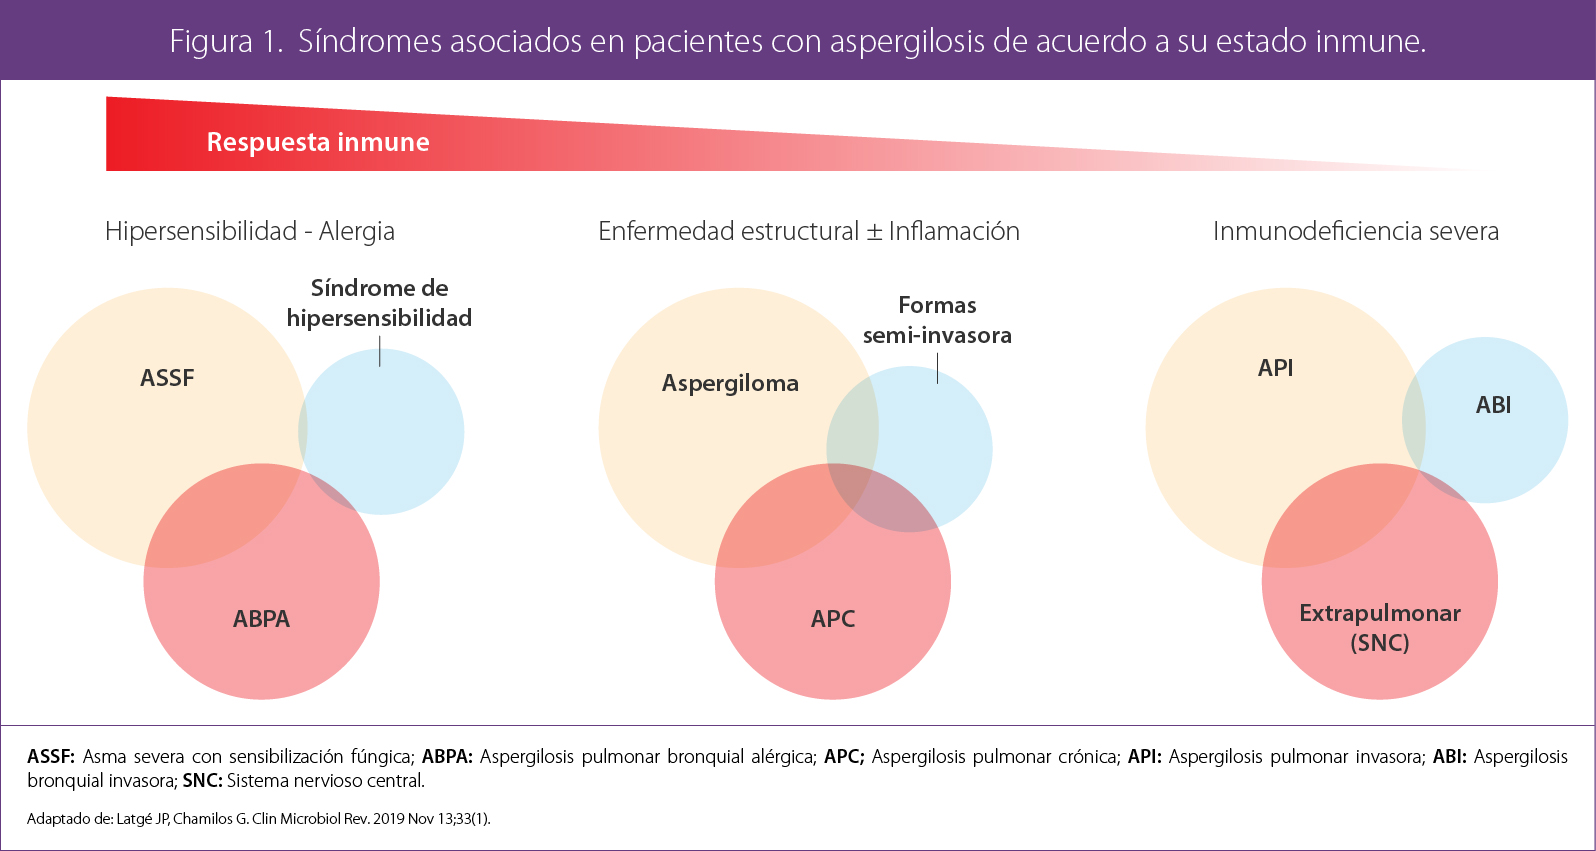 Figura 1. Síndromes asociados en pacientes con aspergilosis de acuerdo a su estado inmune.
Respuesta inmune
Hipersensibilidad - Alergia
Síndrome de
hipersensibilidad
ASSF
ABPA
Enfermedad estructural ± Inflamación
Formas
semi-invasora
Aspergiloma
APC
Inmunodeficiencia severa
API
ABI
Extrapulmonar
(SNC)
ASSF: Asma severa con sensibilización fúngica; ABPA: Aspergilosis pulmonar bronquial alérgica; APC; Aspergilosis pulmonar crónica; API: Aspergilosis pulmonar invasora; ABI: Aspergilosis
bronquial invasora; SNC: Sistema nervioso central.
Adaptado de: Latgé JP, Chamilos G. Clin Microbiol Rev. 2019 Nov 13;33(1).